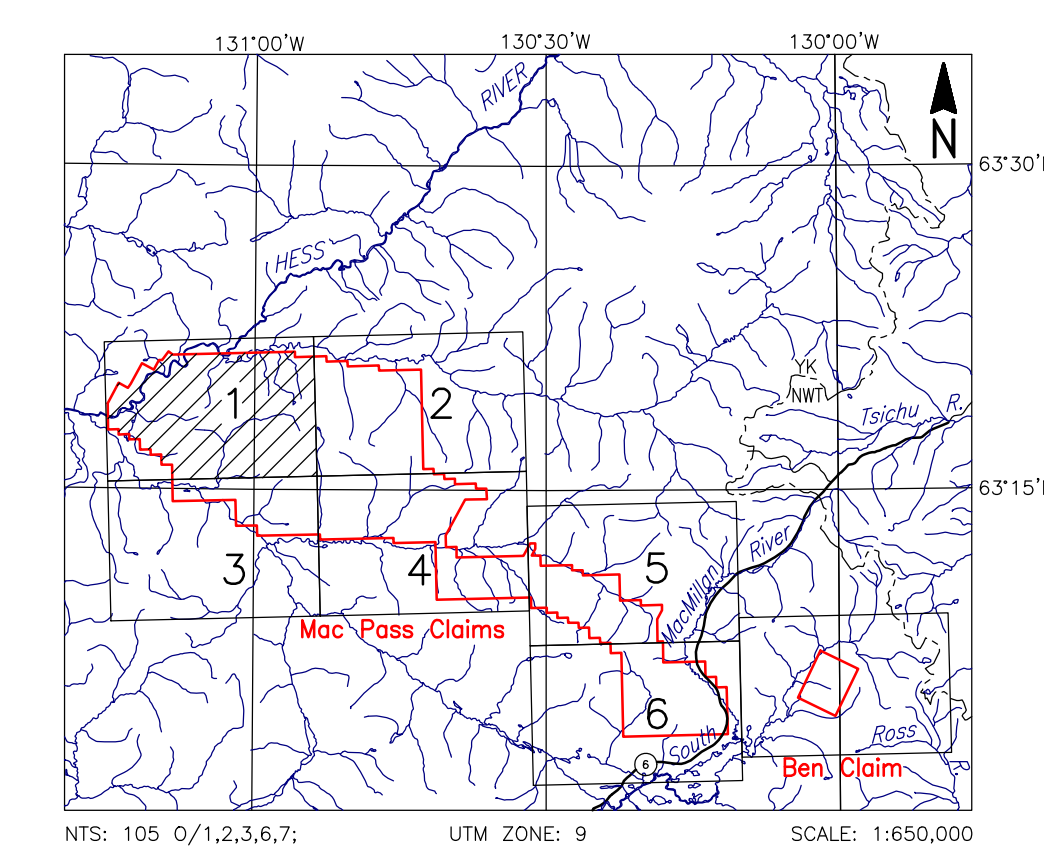 131°00'W 130°30'W 130°00'W
RIVER
N
63°30'
HESS
YK
NWT
1 2
Tsichu R.
63°15'
River
3 4 5
MacMillan
Mac Pass Claims
6
South
Ross
6
Ben Claim
R.
NTS: 105 O/1,2,3,6,7; UTM ZONE: 9 SCALE: 1:650,000